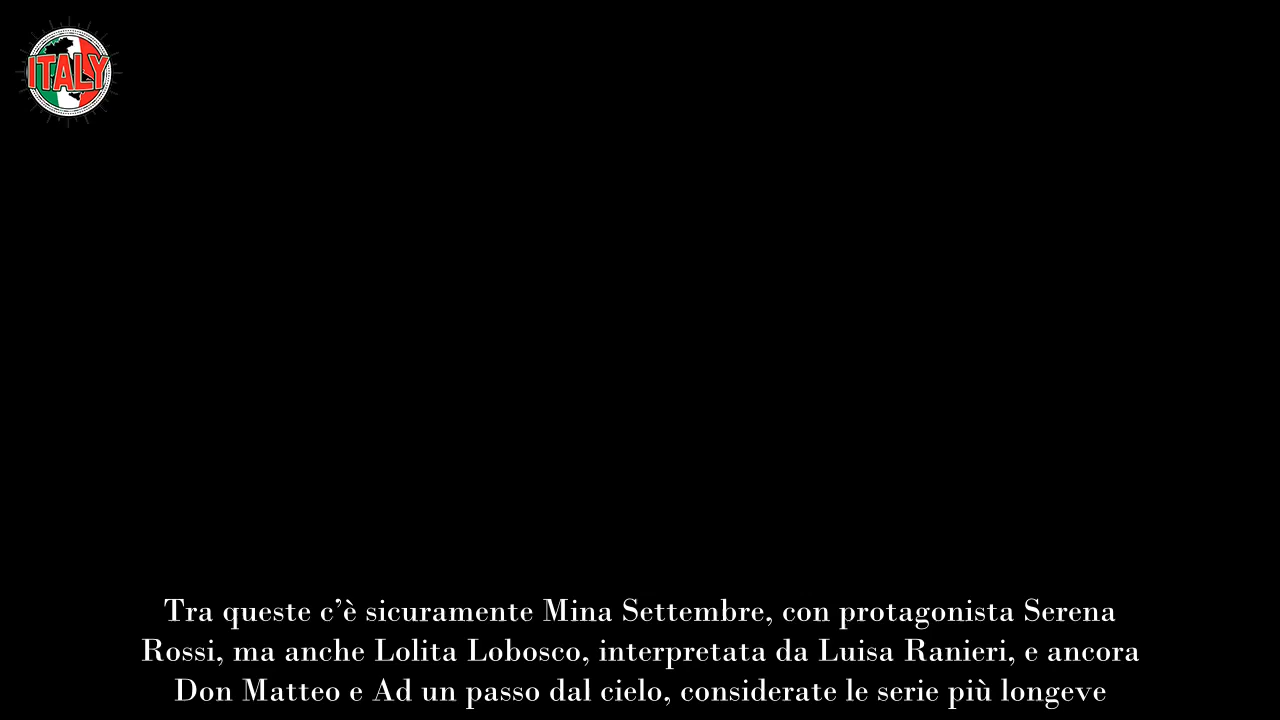 ITALY
Tra queste c’è sicuramente Mina Settembre, con protagonista Serena
Rossi, ma anche Lolita Lobosco, interpretata da Luisa Ranieri, e ancora
Don Matteo e Ad un passo dal cielo, considerate le serie più longeve